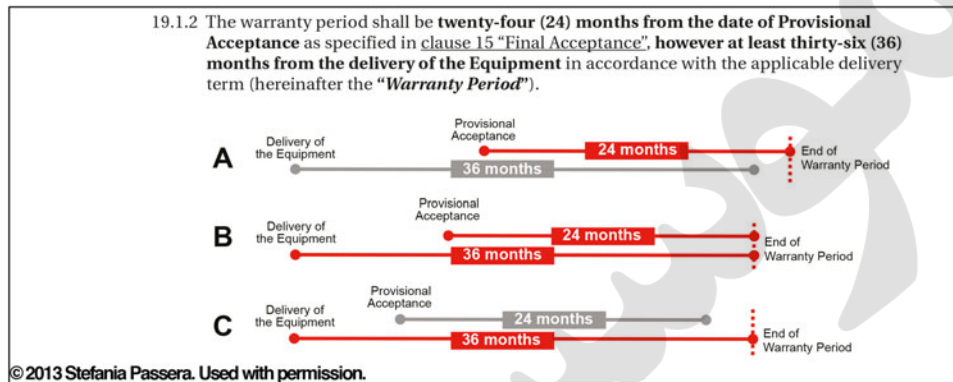 19.1.2 The warranty period shall be twenty-four (24) months from the date of Provisional
Acceptance as specified in clause 15 “Final Acceptance”, however at least thirty-six (36)
months from the delivery of the Equipment in accordance with the applicable delivery
term (hereinafter the “Warranty Period”).
Provisional
Acceptance
Delivery of
the Equipment
A
24 months
36 months
End of
Warranty Period
Provisional
Acceptance
Delivery of
the Equipment
B
24 months
36 months
End of
Warranty Period
Provisional
Acceptance
Delivery of
the Equipment
C
24 months
36 months
End of
Warranty Period
© 2013 Stefania Passera. Used with permission.